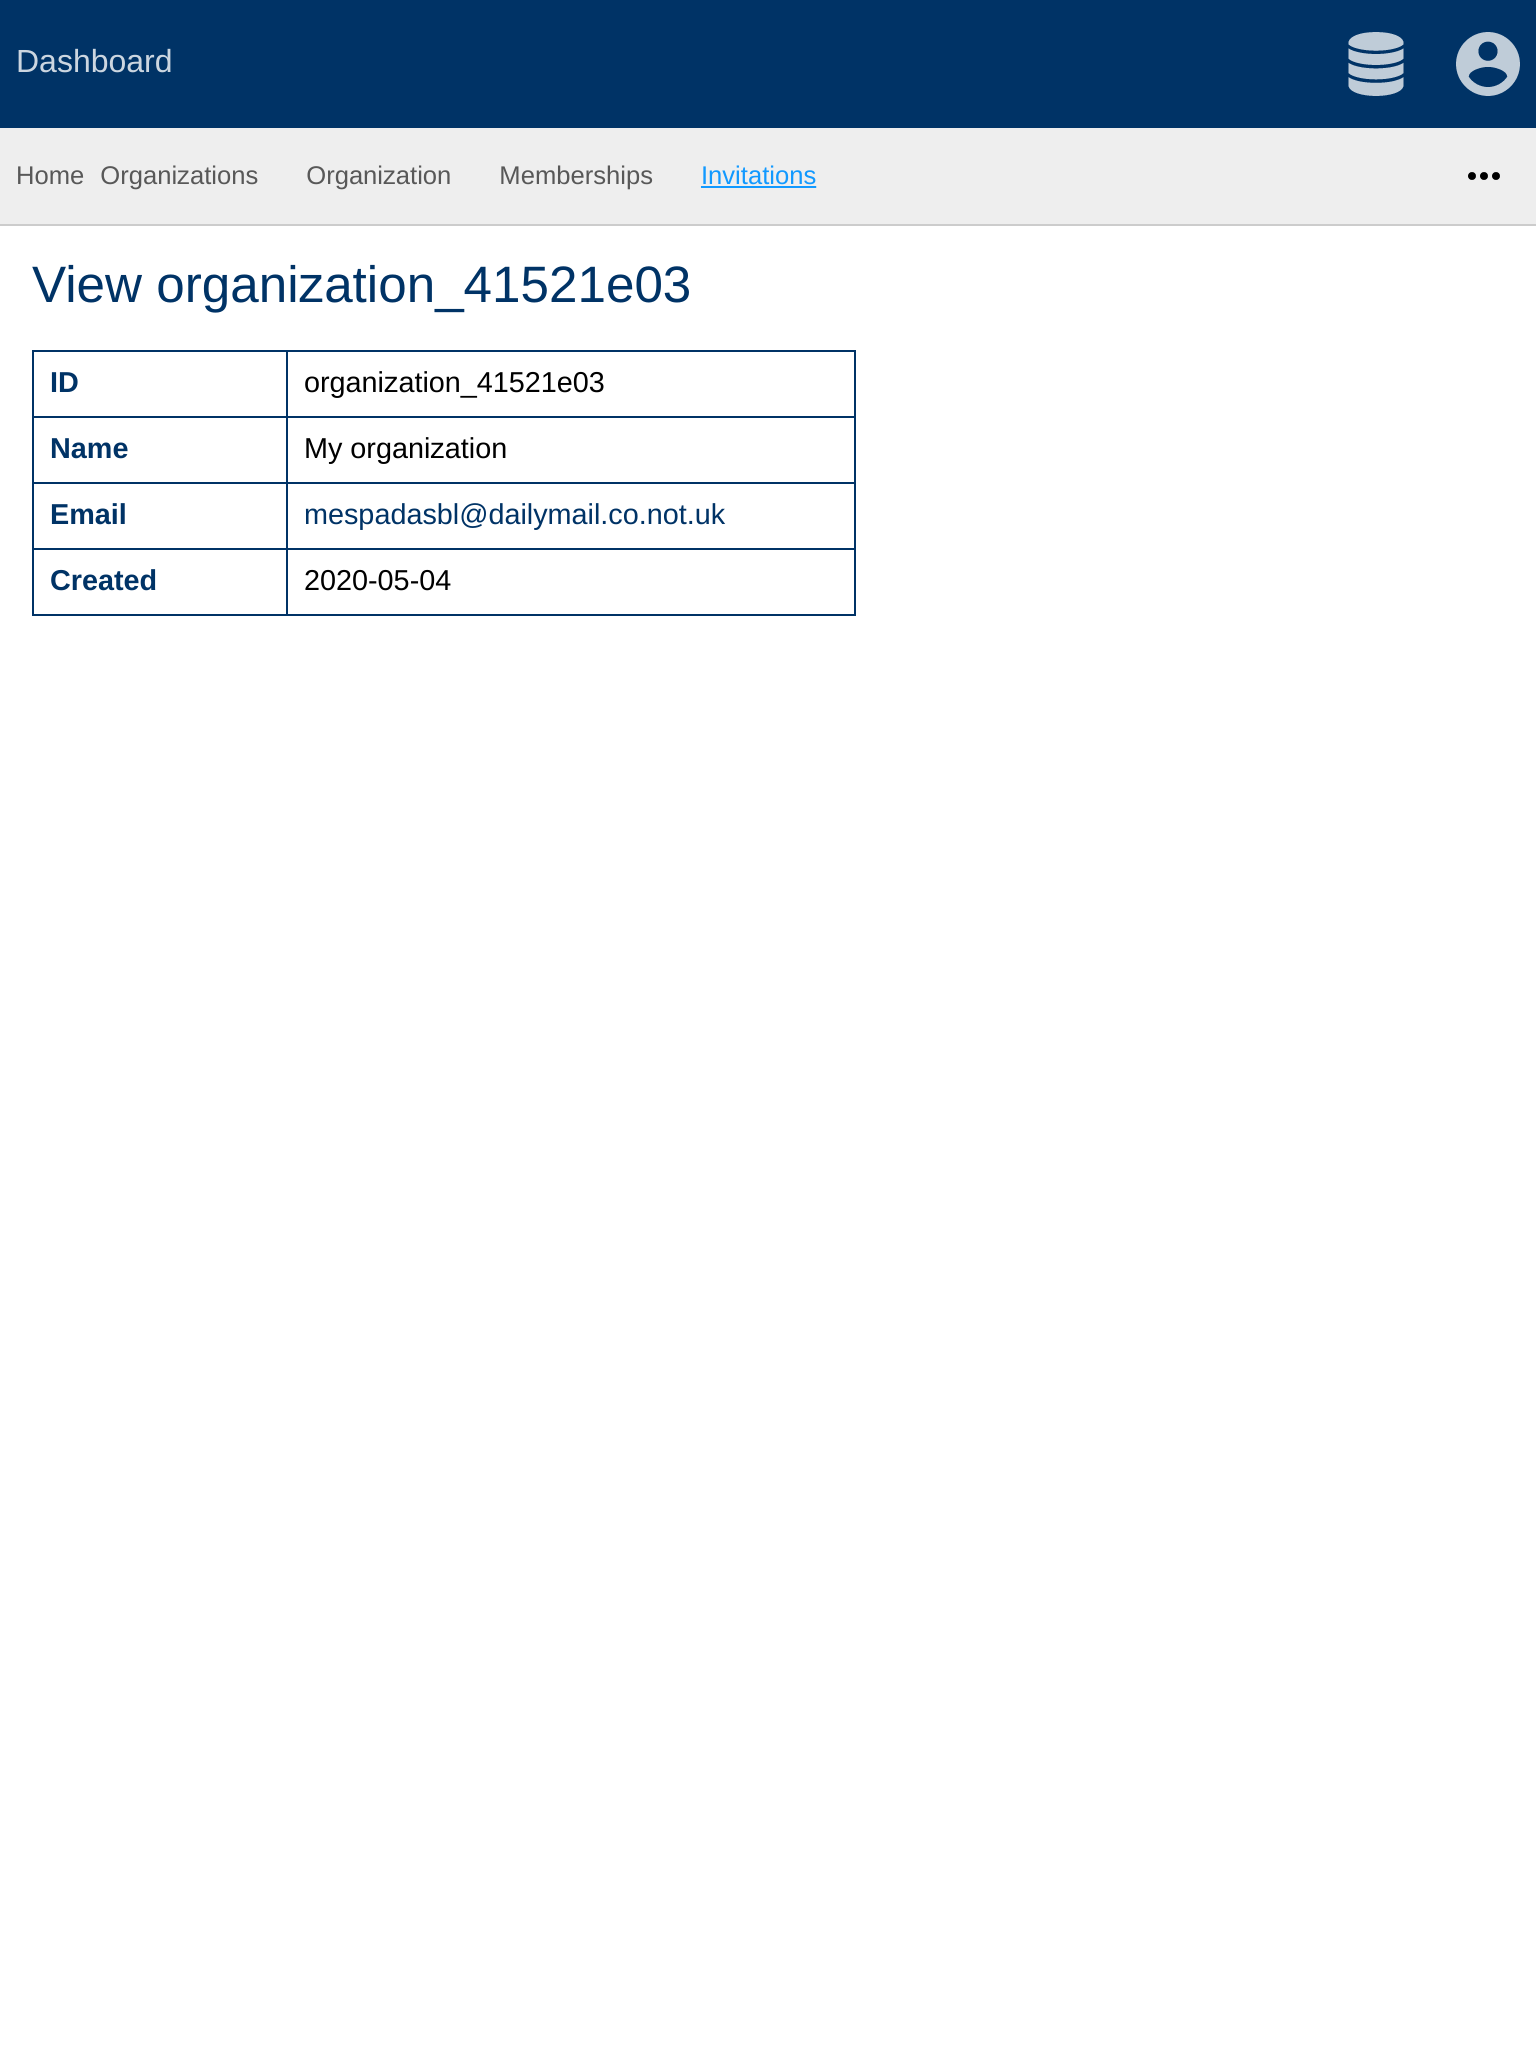 Dashboard
Home Organizations Organization Memberships Invitations
View organization_41521e03
ID organization_41521e03
Name My organization
Email mespadasbl@dailymail.co.not.uk
Created 2020-05-04